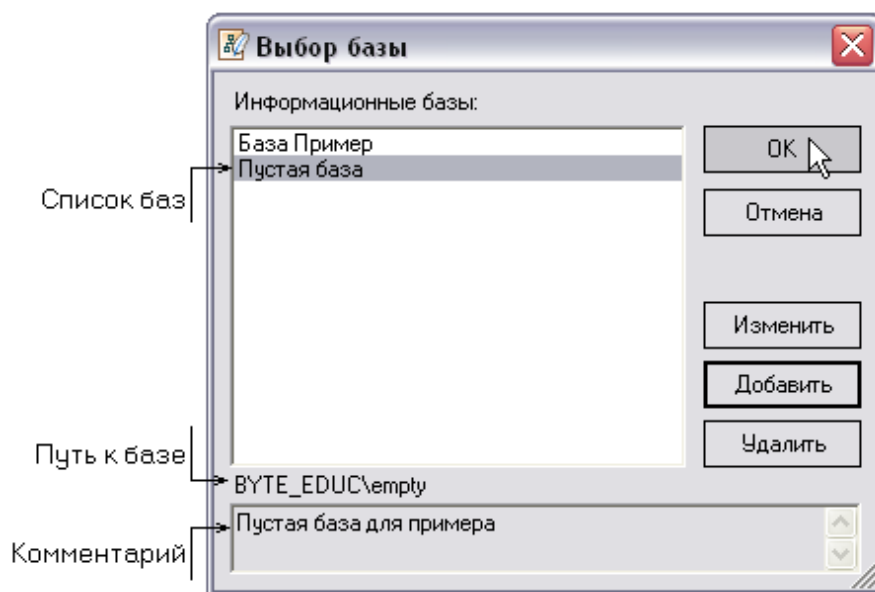 Выбор базы
Информационные базы:
База Пример
Пустая база
OK
Отмена
Изменить
Добавить
Удалить
Список баз
Путь к базе
BYTE_EDUC\empty
Пустая база для примера
Комментарий